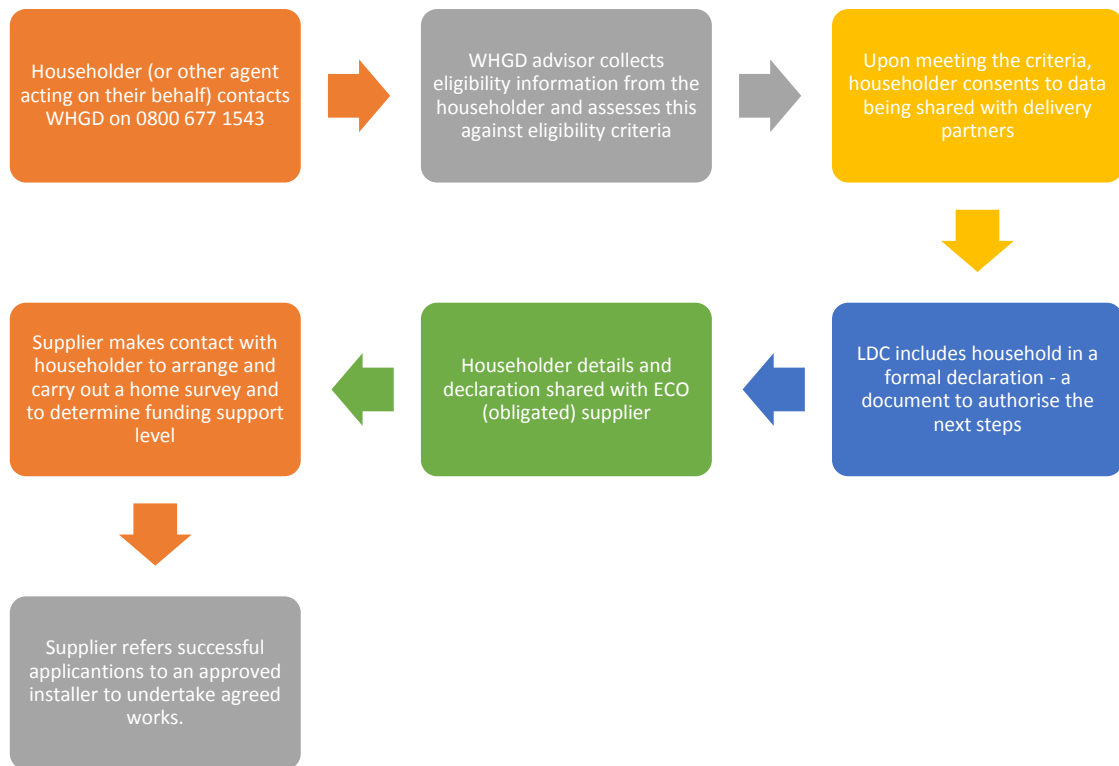 Householder (or other agent
acting on their behalf) contacts
WHGD on 0800 677 1543
WHGD advisor collects
eligibility information from the
householder and assesses this
against eligibility criteria
Upon meeting the criteria,
householder consents to data
being shared with delivery
partners
LDC includes household in a
formal declaration - a
document to authorise the
next steps
Householder details and
declaration shared with ECO
(obligated) supplier
Supplier makes contact with
householder to arrange and
carry out a home survey and
to determine funding support
level
Supplier refers successful
applicantions to an approved
installer to undertake agreed
works.